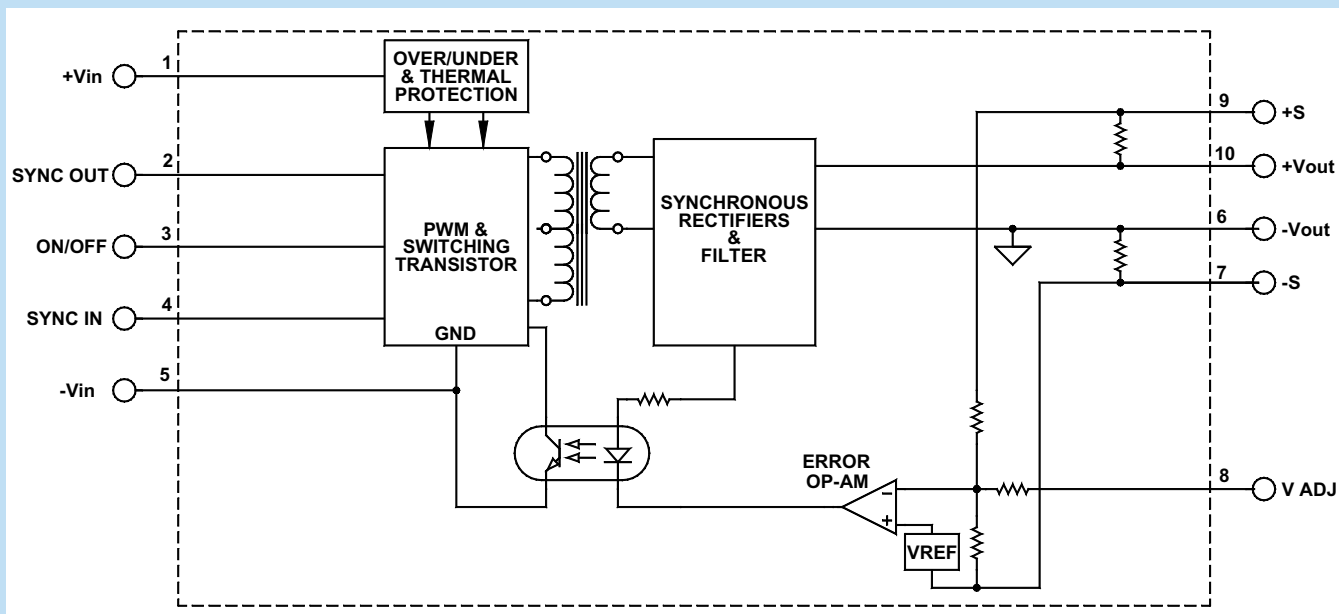 OVER/UNDER
& THERMAL
PROTECTION
+Vin
1
SYNC OUT
2
ON/OFF
3
SYNC IN
4
-Vin
5
PWM &
SWITCHING
TRANSISTOR
GND
SYNCHRONOUS
RECTIFIERS
&
FILTER
9
+S
10
+Vout
6
-Vout
7
-S
ERROR
OP-AM
-
+
VREF
8
V ADJ